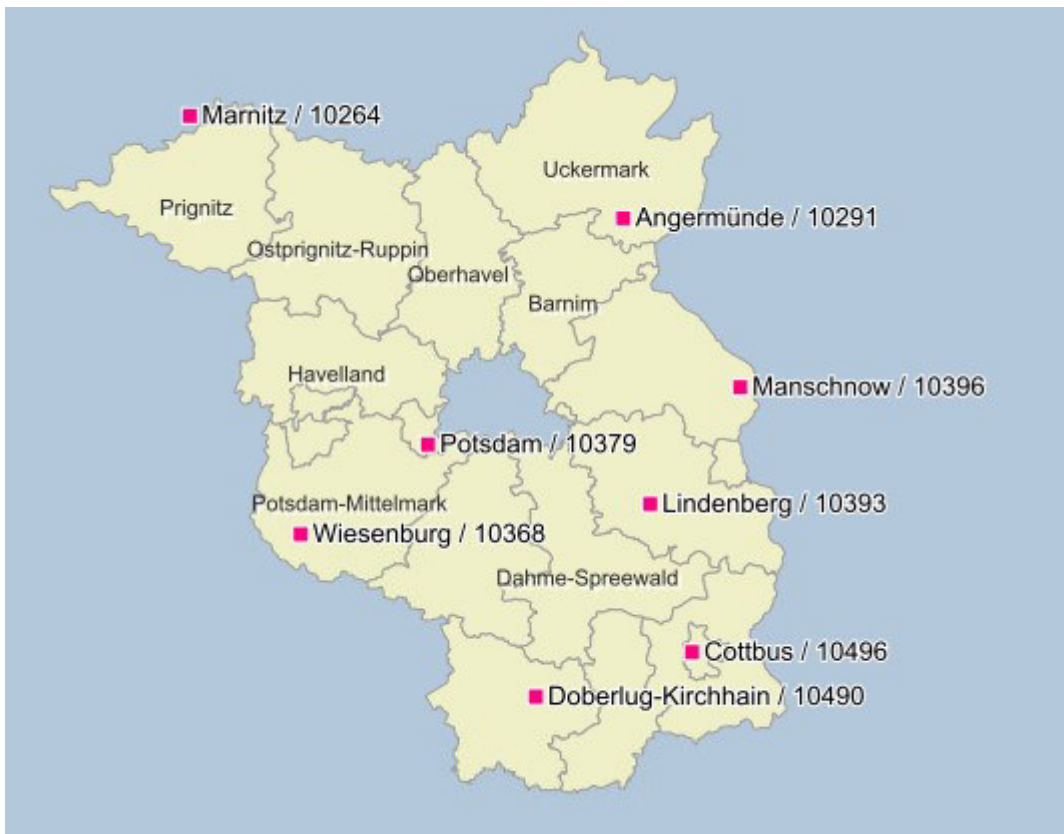 Marnitz / 10264
Uckermark
Prignitz
Angermünde / 10291
Ostprignitz-Ruppin
Oberhavel
Barnim
Havelland
Manschnow / 10396
Potsdam / 10379
Potsdam-Mittelmark
Lindenberg / 10393
Wiesenburg / 10368
Dahme-Spreewald
Cottbus / 10496
Doberlug-Kirchhain / 10490